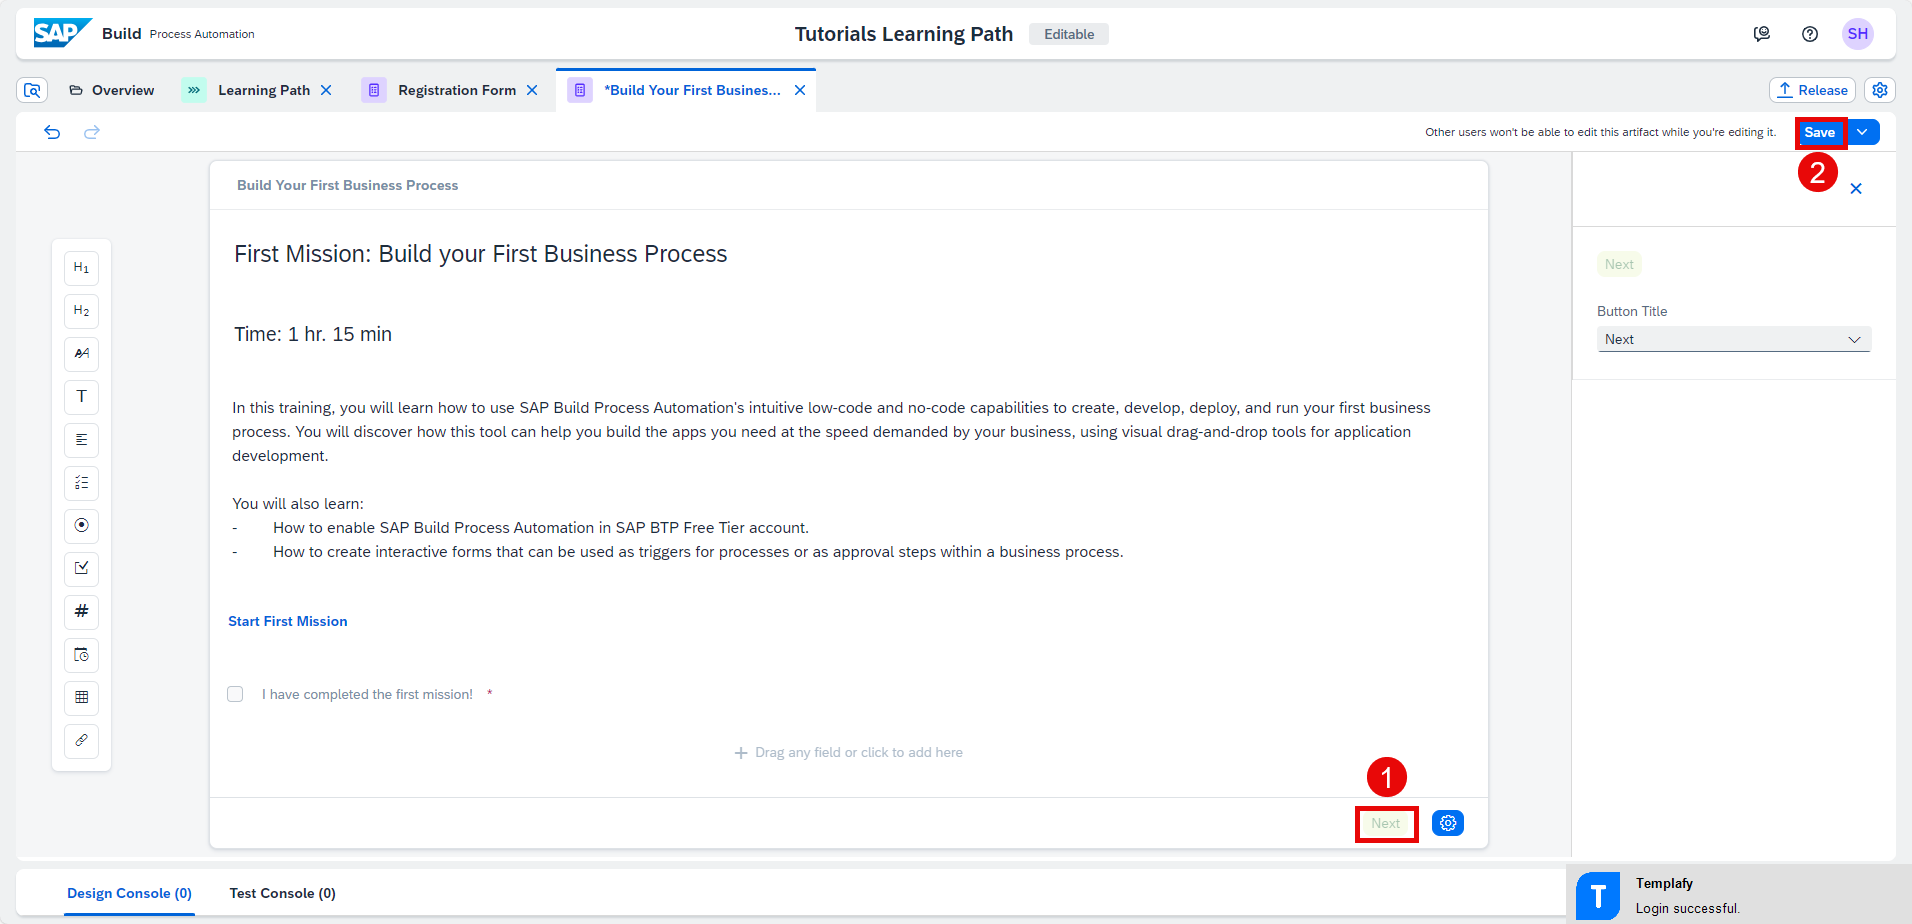 SAP Build Process Automation
Tutorials Learning Path Editable
SH
Overview
Learning Path
Registration Form
*Build Your First Busines...
Release
Other users won't be able to edit this artifact while you're editing it.
Save
2
Build Your First Business Process
First Mission: Build your First Business Process
Time: 1 hr. 15 min
In this training, you will learn how to use SAP Build Process Automation's intuitive low-code and no-code capabilities to create, develop, deploy, and run your first business
process. You will discover how this tool can help you build the apps you need at the speed demanded by your business, using visual drag-and-drop tools for application
development.
You will also learn:
- How to enable SAP Build Process Automation in SAP BTP Free Tier account.
- How to create interactive forms that can be used as triggers for processes or as approval steps within a business process.
Start First Mission
I have completed the first mission! *
Drag any field or click to add here
1
Next
H1
H2
AA
T
#
Next
Button Title
Next
Design Console (0)
Test Console (0)
T
Templafy
Login successful.